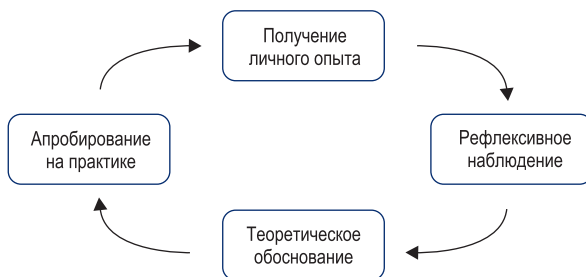 Получение
личного опыта
Рефлексивное
наблюдение
Теоретическое
обоснование
Апробирование
на практике